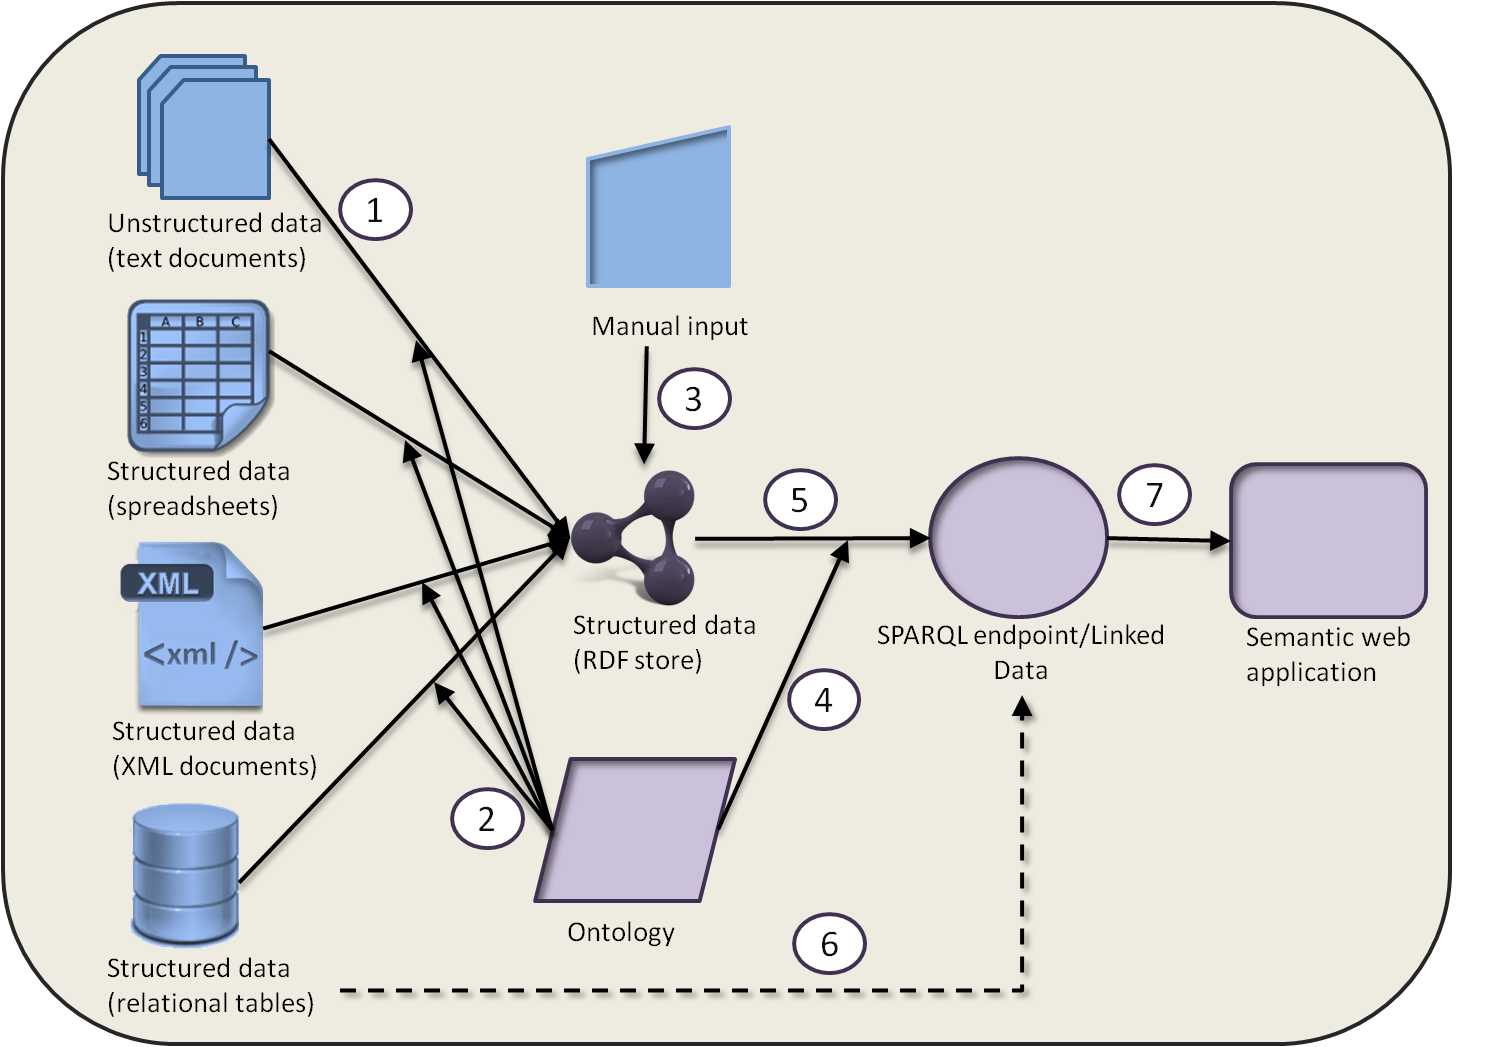 1
Unstructured data
(text documents)
A B C
1
2
3
4
5
6
Structured data
(spreadsheets)
XML
<xml />
Structured data
(XML documents)
Structured data
(relational tables)
Manual input
3
Structured data
(RDF store)
2
Ontology
5
4
6
SPARQL endpoint/Linked
Data
7
Semantic web
application